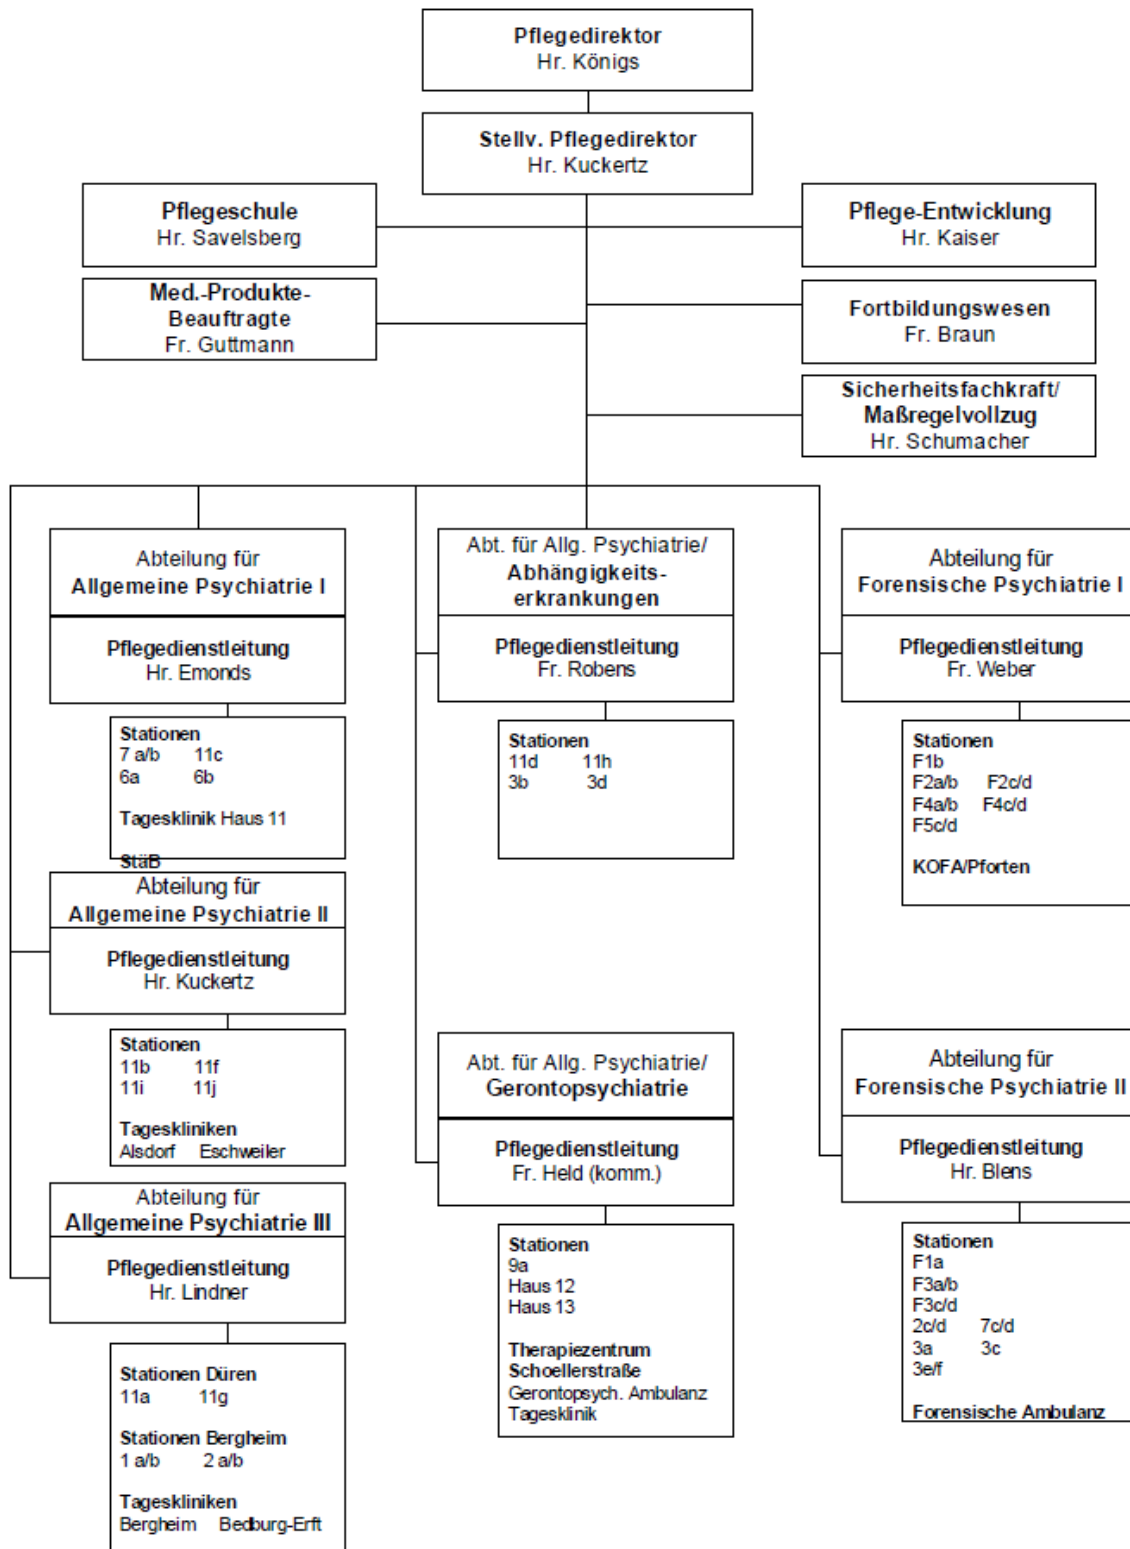 Pflegedirektor
Hr. Königs
Stellv. Pflegedirektor
Hr. Kuckertz
Pflegeschule
Hr. Savelsberg
Pflege-Entwicklung
Hr. Kaiser
Med.-Produkte-
Beauftragte
Fr. Guttmann
Fortbildungswesen
Fr. Braun
Sicherheitsfachkraft/
Maßregelvollzug
Hr. Schumacher
Abteilung für
Allgemeine Psychiatrie I
Pflegedienstleitung
Hr. Emonds
Stationen
7 a/b 11c
6a 6b
Tagesklinik Haus 11
StäB
Abteilung für
Allgemeine Psychiatrie II
Pflegedienstleitung
Hr. Kuckertz
Stationen
11b 11f
11i 11j
Tageskliniken
Alsdorf Eschweiler
Abteilung für
Allgemeine Psychiatrie III
Pflegedienstleitung
Hr. Lindner
Stationen Düren
11a 11g
Stationen Bergheim
1 a/b 2 a/b
Tageskliniken
Bergheim Bedburg-Erft
Abt. für Allg. Psychiatrie/
Abhängigkeits-
erkrankungen
Pflegedienstleitung
Fr. Robens
Stationen
11d 11h
3b 3d
Abt. für Allg. Psychiatrie/
Gerontopsychiatrie
Pflegedienstleitung
Fr. Held (komm.)
Stationen
9a
Haus 12
Haus 13
Therapiezentrum
Schoellerstraße
Gerontopsych. Ambulanz
Tagesklinik
Abteilung für
Forensische Psychiatrie I
Pflegedienstleitung
Fr. Weber
Stationen
F1b
F2a/b F2c/d
F4a/b F4c/d
F5c/d
KOFA/Pforten
Abteilung für
Forensische Psychiatrie II
Pflegedienstleitung
Hr. Blens
Stationen
F1a
F3a/b
F3c/d
2c/d 7c/d
3a 3c
3e/f
Forensische Ambulanz